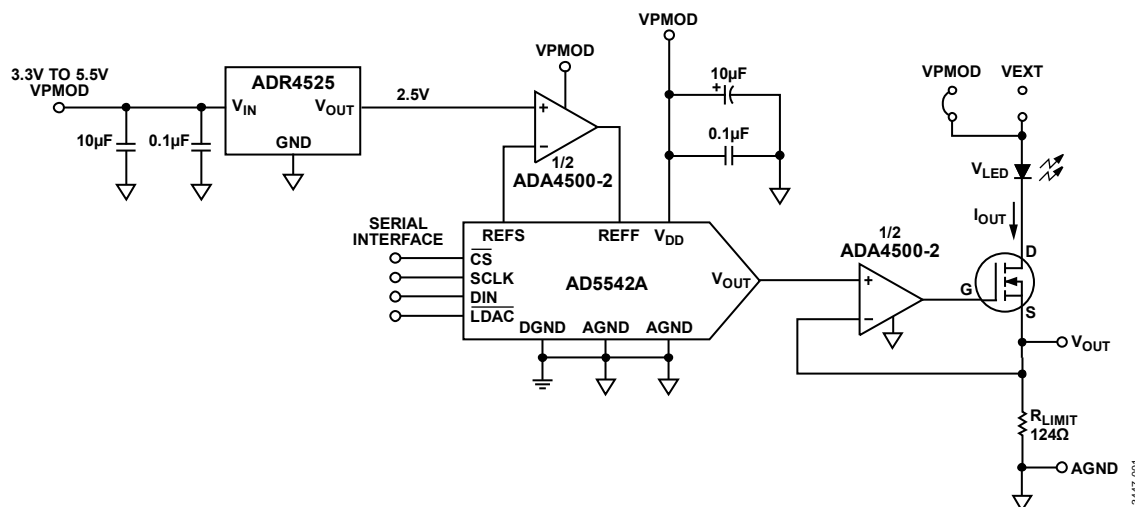 3.3V TO 5.5V
VPMOD
ADR4525
VIN
VOUT
GND
10µF
0.1µF
2.5V
VPMOD
+
–
1/2
ADA4500-2
VPMOD
+
10µF
0.1µF
VPMOD
VEXT
VLED
IOUT
SERIAL
INTERFACE
REFS
REFF
VDD
CS
SCLK
DIN
LDAC
AD5542A
VOUT
DGND
AGND
AGND
1/2
ADA4500-2
+
–
G
D
S
VOUT
RLIMIT
124Ω
AGND